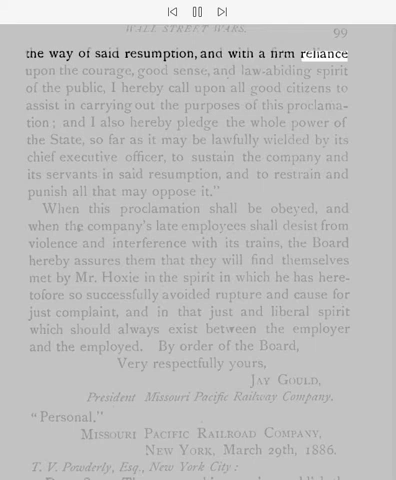 WALL STREET WARS. 99
the way of said resumption, and with a firm reliance
upon the courage, good sense, and law-abiding spirit
of the public, I hereby call upon all good citizens to
assist in carrying out the purposes of this proclama-
tion; and I also hereby pledge the whole power of
the State, so far as it may be lawfully wielded by its
chief executive officer, to sustain the company and
its servants in said resumption, and to restrain and
punish all that may oppose it."
When this proclamation shall be obeyed, and
when the company's late employees shall desist from
violence and interference with its trains, the Board
hereby assures them that they will find themselves
met by Mr. Hoxie in the spirit in which he has here-
tofore so successfully avoided rupture and cause for
just complaint, and in that just and liberal spirit
which should always exist between the employer
and the employed. By order of the Board,
Very respectfully yours,
JAY GOULD,
President Missouri Pacific Railway Company.
"Personal."
MISSOURI PACIFIC RAILROAD COMPANY,
NEW YORK, March 29th, 1886.
T. V. Powderly, Esq., New York City: